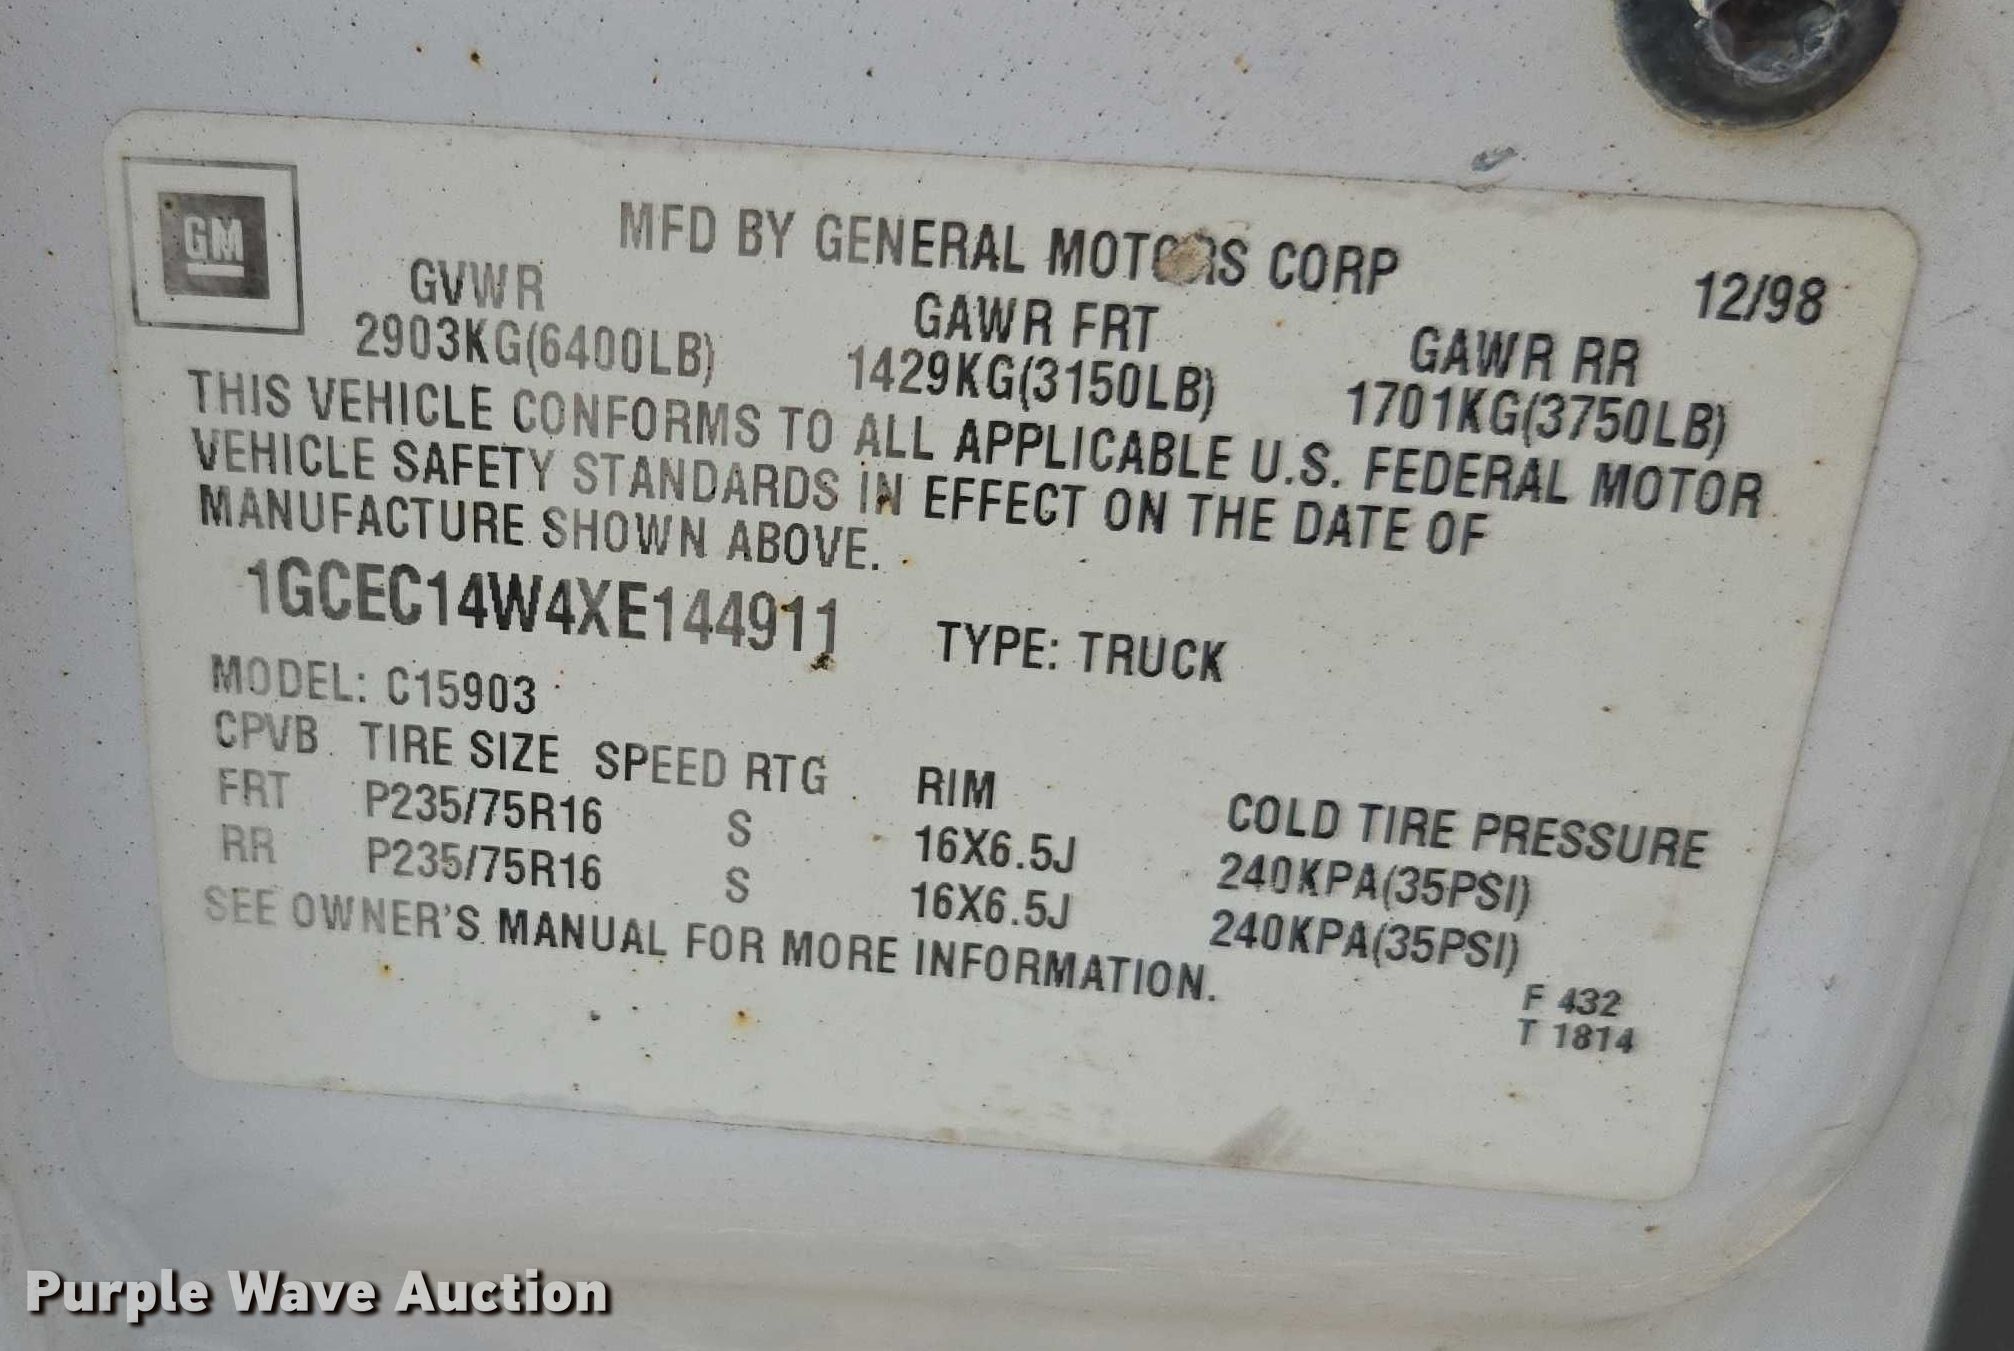 GM
MFD BY GENERAL MOTORS CORP 12/98
GVWR GAWR FRT GAWR RR
2903KG(6400LB) 1429KG(3150LB) 1701KG(3750LB)
THIS VEHICLE CONFORMS TO ALL APPLICABLE U.S. FEDERAL MOTOR
VEHICLE SAFETY STANDARDS IN EFFECT ON THE DATE OF
MANUFACTURE SHOWN ABOVE.
1GCEC14W4XE144911 TYPE: TRUCK
MODEL: C15903
CPVB TIRE SIZE SPEED RTG RIM COLD TIRE PRESSURE
FRT P235/75R16 S 16X6.5J 240KPA(35PSI)
RR P235/75R16 S 16X6.5J 240KPA(35PSI)
SEE OWNER'S MANUAL FOR MORE INFORMATION.
F 432
T 1814
Purple Wave Auction